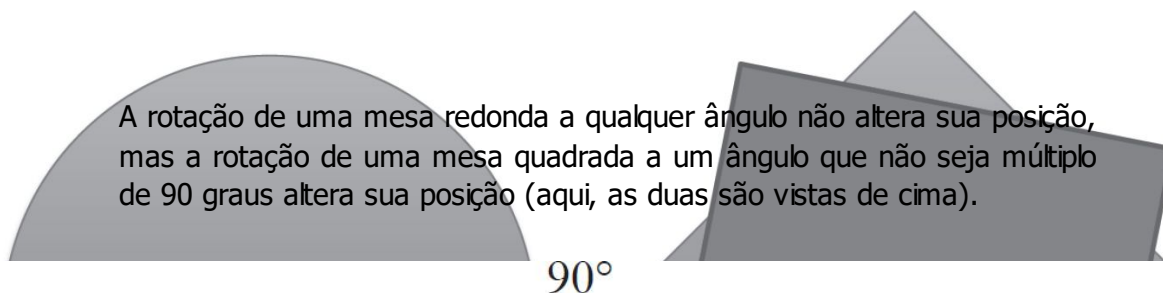 A rotação de uma mesa redonda a qualquer ângulo não altera sua posição,
mas a rotação de uma mesa quadrada a um ângulo que não seja múltiplo
de 90 graus altera sua posição (aqui, as duas são vistas de cima).
90°